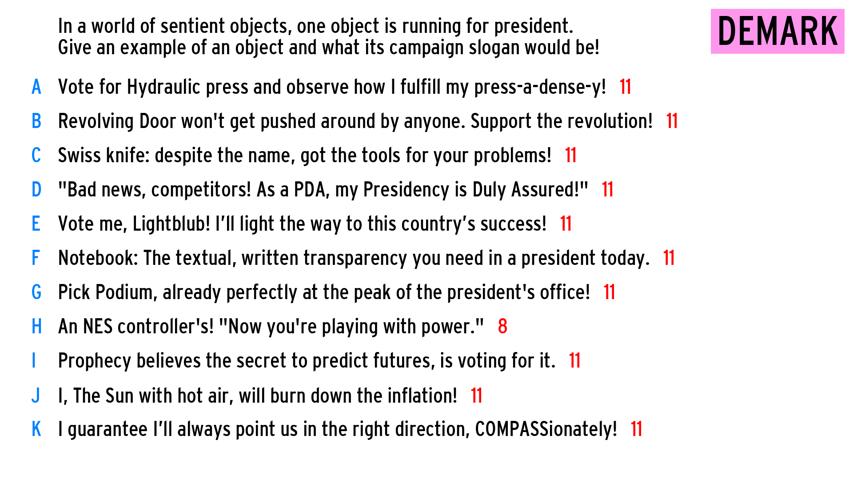 In a world of sentient objects, one object is running for president.
Give an example of an object and what its campaign slogan would be!
DEMARK
A Vote for Hydraulic press and observe how I fulfill my press-a-dense-y! 11
B Revolving Door won't get pushed around by anyone. Support the revolution! 11
C Swiss knife: despite the name, got the tools for your problems! 11
D "Bad news, competitors! As a PDA, my Presidency is Duly Assured!" 11
E Vote me, Lightblub! I’ll light the way to this country’s success! 11
F Notebook: The textual, written transparency you need in a president today. 11
G Pick Podium, already perfectly at the peak of the president's office! 11
H An NES controller's! "Now you're playing with power." 8
I Prophecy believes the secret to predict futures, is voting for it. 11
J I, The Sun with hot air, will burn down the inflation! 11
K I guarantee I’ll always point us in the right direction, COMPASSionately! 11